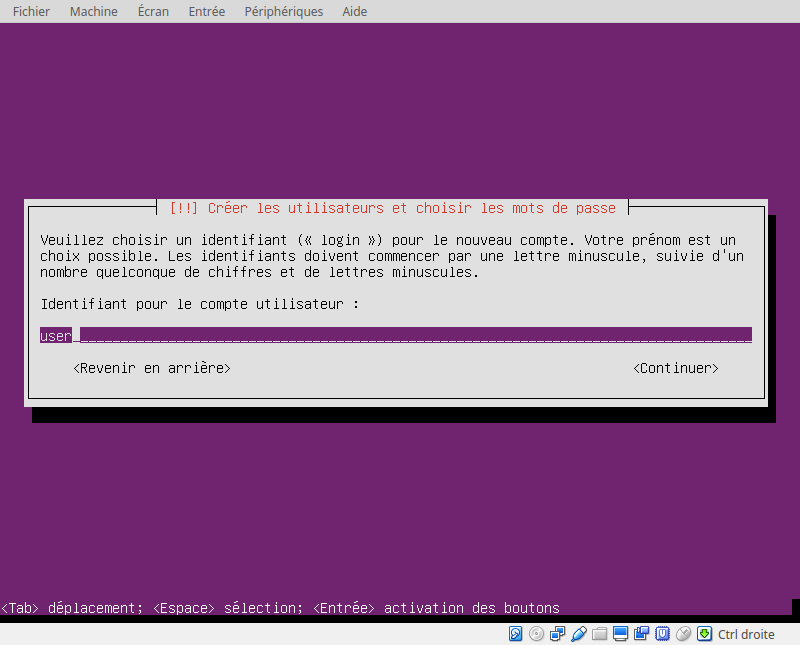 Fichier Machine Écran Entrée Périphériques Aide
[!!] Créer les utilisateurs et choisir les mots de passe
Veuillez choisir un identifiant (« login ») pour le nouveau compte. Votre prénom est un
choix possible. Les identifiants doivent commencer par une lettre minuscule, suivie d'un
nombre quelconque de chiffres et de lettres minuscules.
Identifiant pour le compte utilisateur :
user
<Revenir en arrière> <Continuer>
<Tab> déplacement; <Espace> sélection; <Entrée> activation des boutons
Ctrl droite